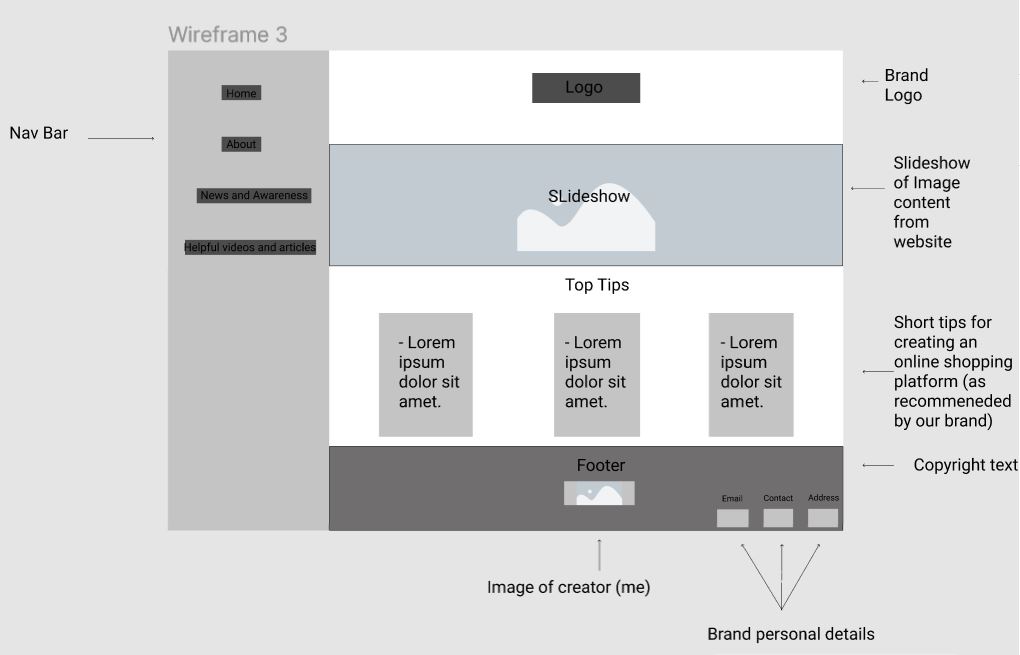 Wireframe 3
Nav Bar
Home
About
News and Awareness
Helpful videos and articles
Logo
Brand
Logo
SLideshow
Slideshow
of Image
content
from
website
Top Tips
- Lorem
ipsum
dolor sit
amet.
- Lorem
ipsum
dolor sit
amet.
- Lorem
ipsum
dolor sit
amet.
Short tips for
creating an
online shopping
platform (as
recommeneded
by our brand)
Footer
Copyright text
Email
Contact
Address
Image of creator (me)
Brand personal details